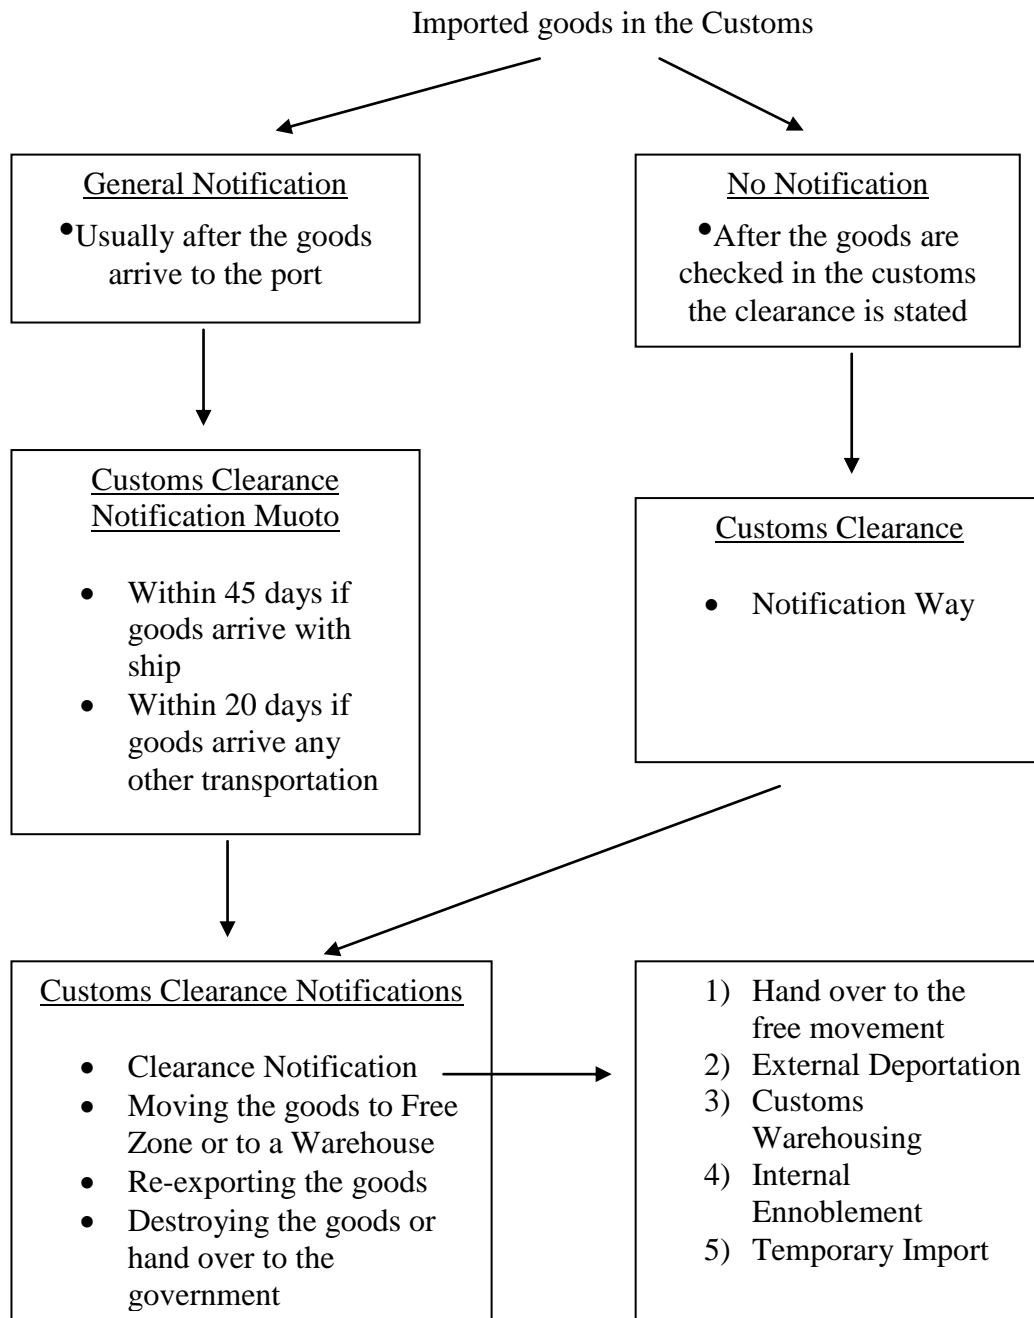 Imported goods in the Customs
General Notification
•Usually after the goods
arrive to the port
No Notification
•After the goods are
checked in the customs
the clearance is stated
Customs Clearance
Notification Muoto
• Within 45 days if
goods arrive with
ship
• Within 20 days if
goods arrive any
other transportation
Customs Clearance
• Notification Way
Customs Clearance Notifications
• Clearance Notification
• Moving the goods to Free
Zone or to a Warehouse
• Re-exporting the goods
• Destroying the goods or
hand over to the
government
1) Hand over to the
free movement
2) External Deportation
3) Customs
Warehousing
4) Internal
Ennoblement
5) Temporary Import